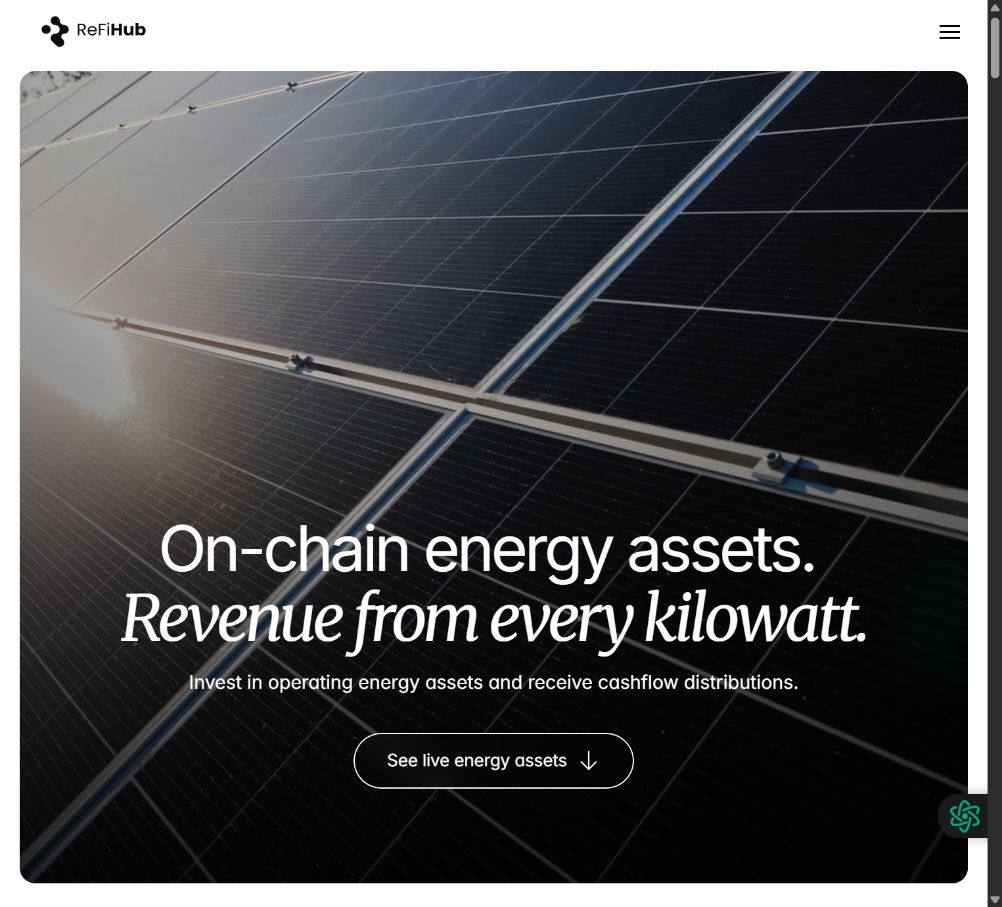 ReFiHub
On-chain energy assets.
Revenue from every kilowatt.
Invest in operating energy assets and receive cashflow distributions.
See live energy assets